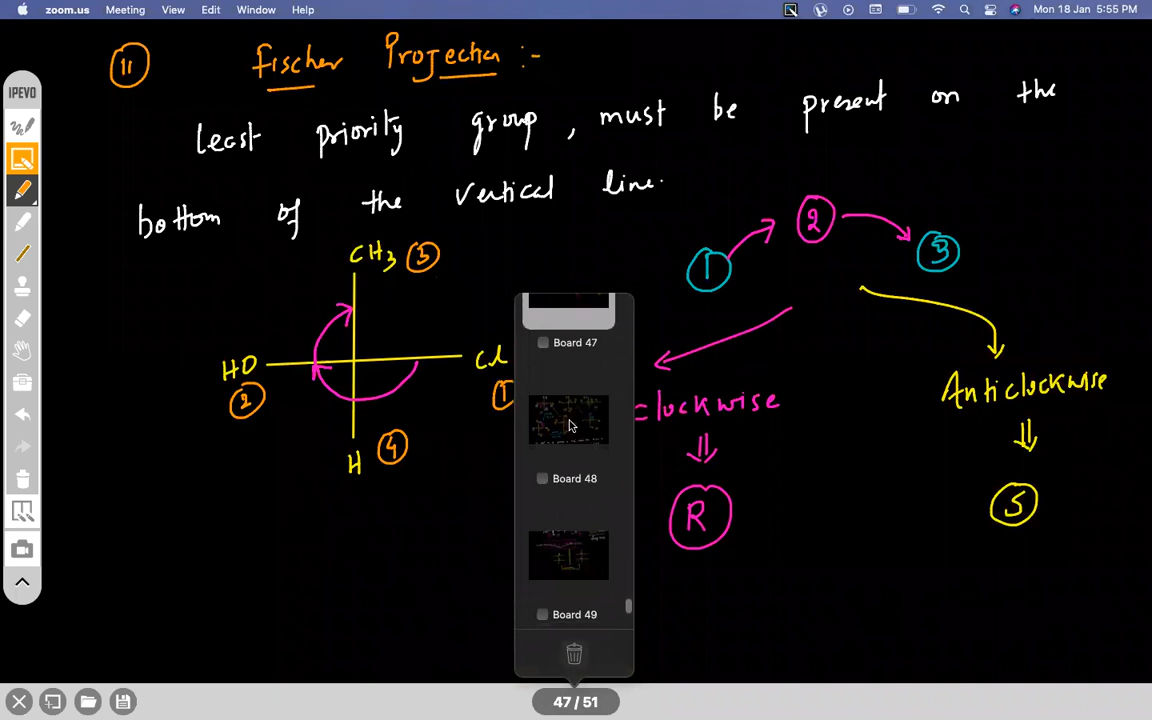 zoom.us Meeting View Edit Window Help
Mon 18 Jan 5:55 PM
IPEVO
11 Fischer Projection :-
least priority group, must be present on the
bottom of the vertical line.
CH3 3
1 2 3
HO Cl
2 1
H 4
clockwise Anticlockwise
⇓ ⇓
R S
Board 47
Board 48
Board 49
47 / 51